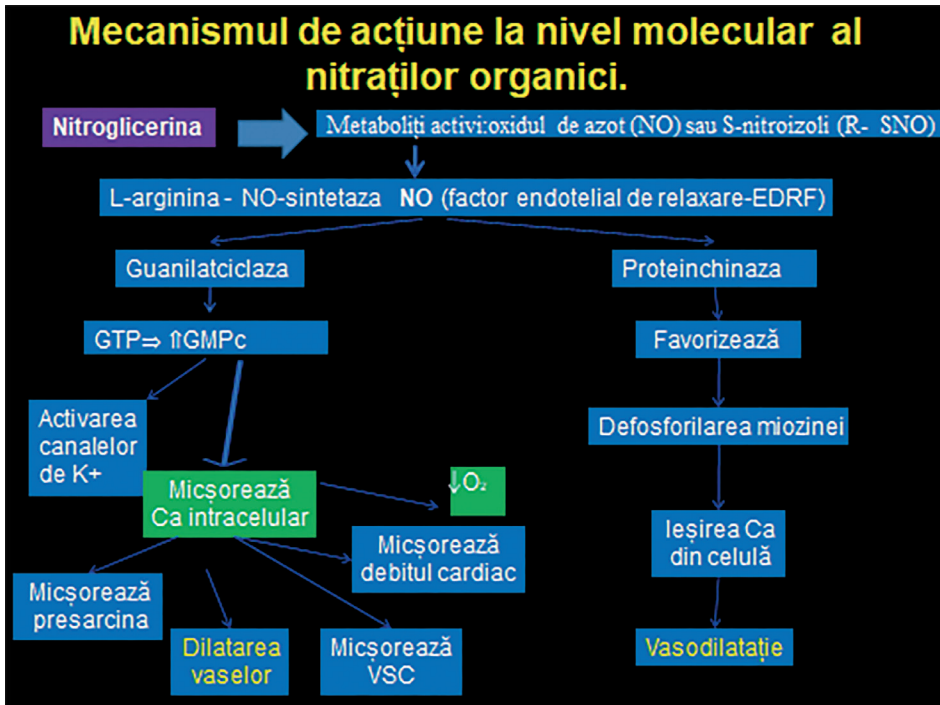 Mecanismul de acțiune la nivel molecular al
nitraților organici.
Nitroglicerina
Metaboliți activi:oxidul de azot (NO) sau S-nitroizoli (R- SNO)
L-arginina - NO-sintetaza NO (factor endotelial de relaxare-EDRF)
Guanilatciclaza
Proteinchinaza
GTP⇒ ⇑GMPc
Favorizează
Activarea
canalelor
de K+
Defosforilarea miozinei
Micșorează
Ca intracelular
↓O₂
Ieșirea Ca
din celulă
Micșorează
debitul cardiac
Micșorează
presarcina
Dilatarea
vaselor
Micșorează
VSC
Vasodilatație